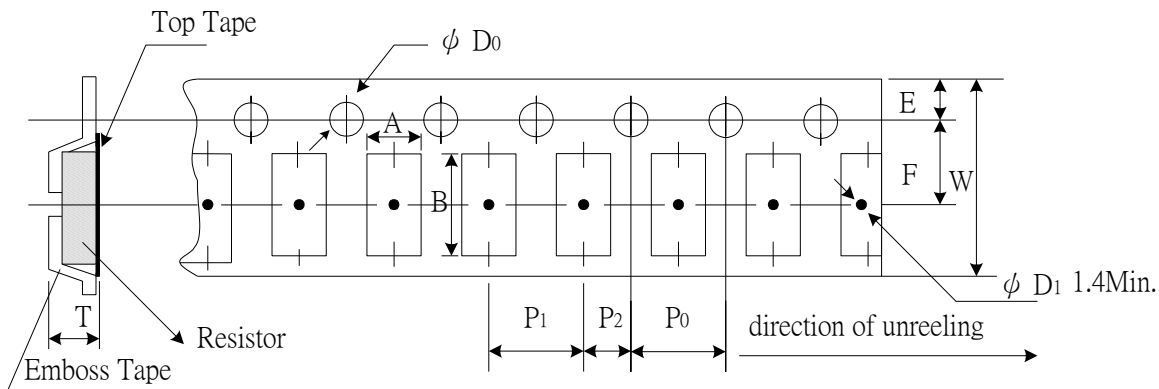 Top Tape
ϕ D0
E
A
F
W
B
ϕ D1 1.4Min.
T
P1
P2
P0
direction of unreeling
Resistor
Emboss Tape